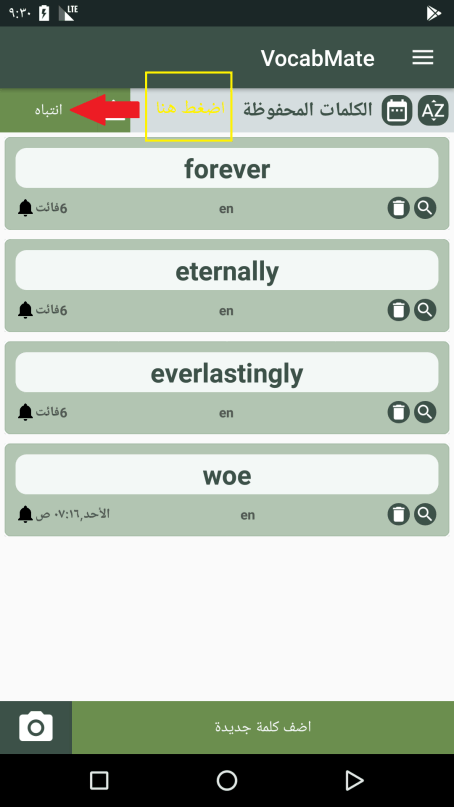 ٩:٣٠ LTE
VocabMate
الكلمات المحفوظة اضغط هنا انتباه
AZ
forever
6فائت en
eternally
6فائت en
everlastingly
6فائت en
woe
الأحد,٠٧:١٦ ص en
اضف كلمة جديدة